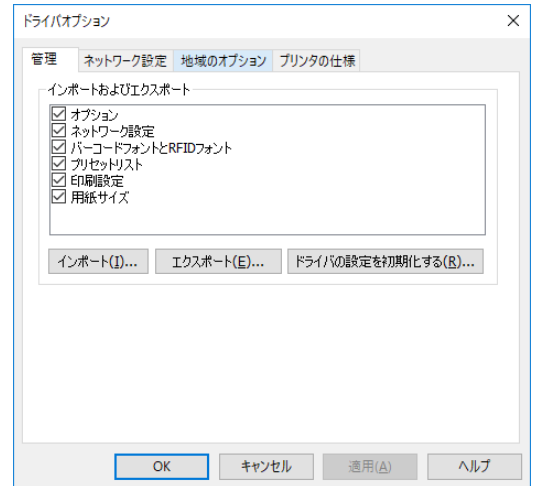 ドライバオプション
管理 ネットワーク設定 地域のオプション プリンタの仕様
インポートおよびエクスポート
オプション
ネットワーク設定
バーコードフォントとRFIDフォント
プリセットリスト
印刷設定
用紙サイズ
インポート(I)... エクスポート(E)... ドライバの設定を初期化する(R)...
OK キャンセル 適用(A) ヘルプ